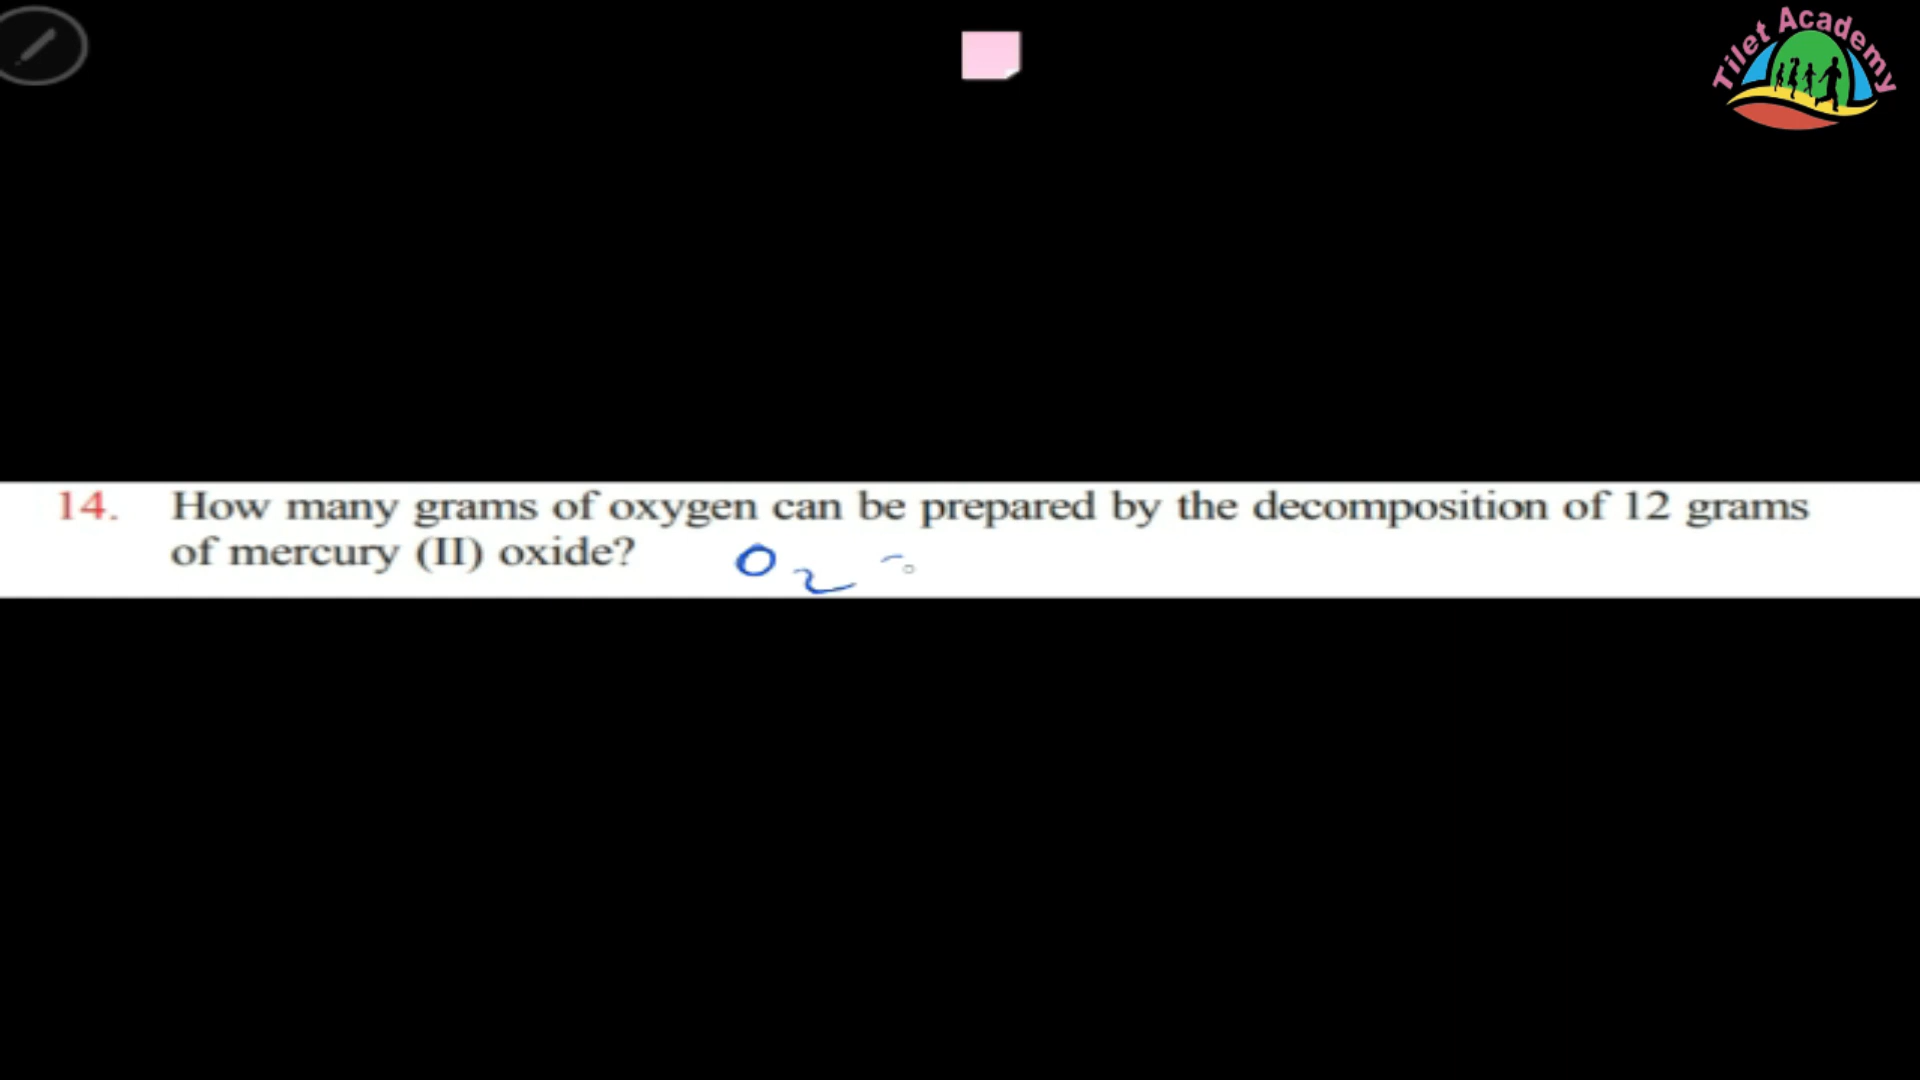 Tilet Academy
14. How many grams of oxygen can be prepared by the decomposition of 12 grams
of mercury (II) oxide?
O2